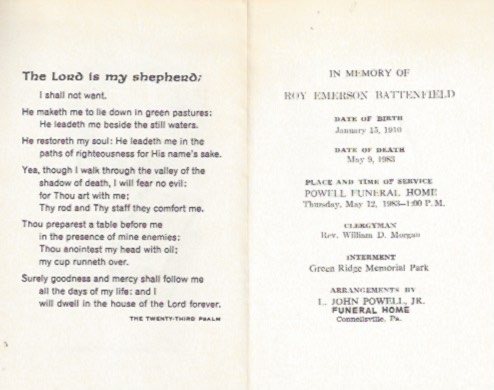 The Lord is my shepherd;
I shall not want.
He maketh me to lie down in green pastures:
He leadeth me beside the still waters.
He restoreth my soul: He leadeth me in the
paths of righteousness for His name's sake.
Yea, though I walk through the valley of the
shadow of death, I will fear no evil:
for Thou art with me;
Thy rod and Thy staff they comfort me.
Thou preparest a table before me
in the presence of mine enemies:
Thou anointest my head with oil;
my cup runneth over.
Surely goodness and mercy shall follow me
all the days of my life: and I
will dwell in the house of the Lord forever.
THE TWENTY-THIRD PSALM
IN MEMORY OF
ROY EMERSON BATTENFIELD
DATE OF BIRTH
January 15, 1910
DATE OF DEATH
May 9, 1983
PLACE AND TIME OF SERVICE
POWELL FUNERAL HOME
Thursday, May 12, 1983—1:00 P.M.
CLERGYMAN
Rev. William D. Morgan
INTERMENT
Green Ridge Memorial Park
ARRANGEMENTS BY
L. JOHN POWELL, JR.
FUNERAL HOME
Connellsville, Pa.